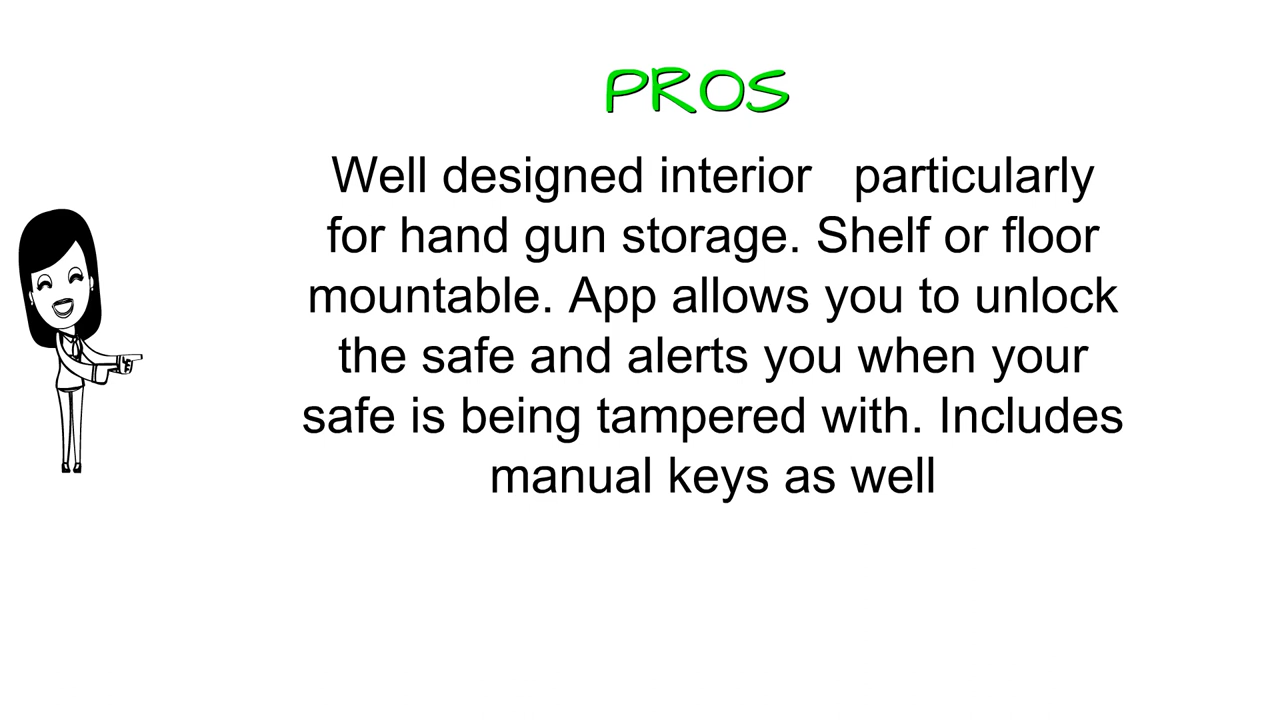 PROS
Well designed interior   particularly
for hand gun storage. Shelf or floor
mountable. App allows you to unlock
the safe and alerts you when your
safe is being tampered with. Includes
manual keys as well